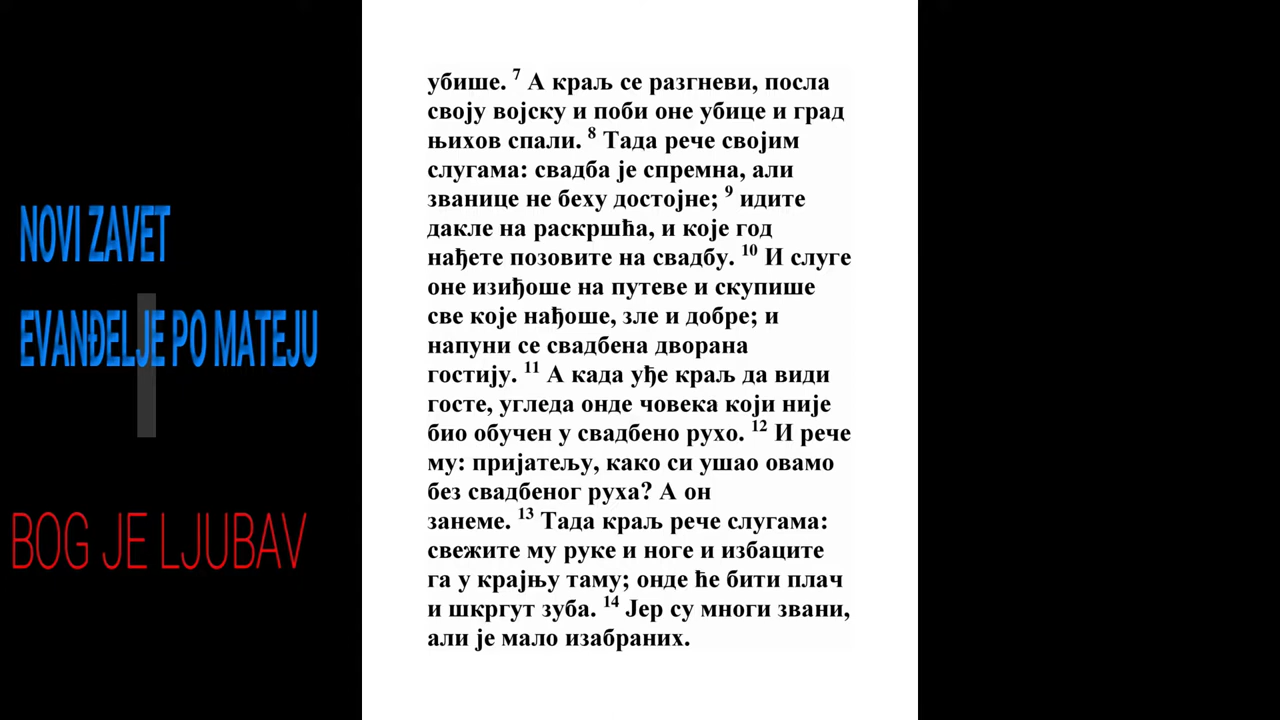 NOVI ZAVET
EVANĐELJE PO MATEJU
BOG JE LJUBAV
убише. 7 А краљ се разгневи, посла
своју војску и поби оне убице и град
њихов спали. 8 Тада рече својим
слугама: свадба је спремна, али
званице не беху достојне; 9 идите
дакле на раскршћа, и које год
нађете позовите на свадбу. 10 И слуге
оне изиђоше на путеве и скупише
све које нађоше, зле и добре; и
напуни се свадбена дворана
гостију. 11 А када уђе краљ да види
госте, угледа онде човека који није
био обучен у свадбено рухо. 12 И рече
му: пријатељу, како си ушао овамо
без свадбеног руха? А он
занеме. 13 Тада краљ рече слугама:
свежите му руке и ноге и избаците
га у крајњу таму; онде ће бити плач
и шкргут зуба. 14 Јер су многи звани,
али је мало изабраних.